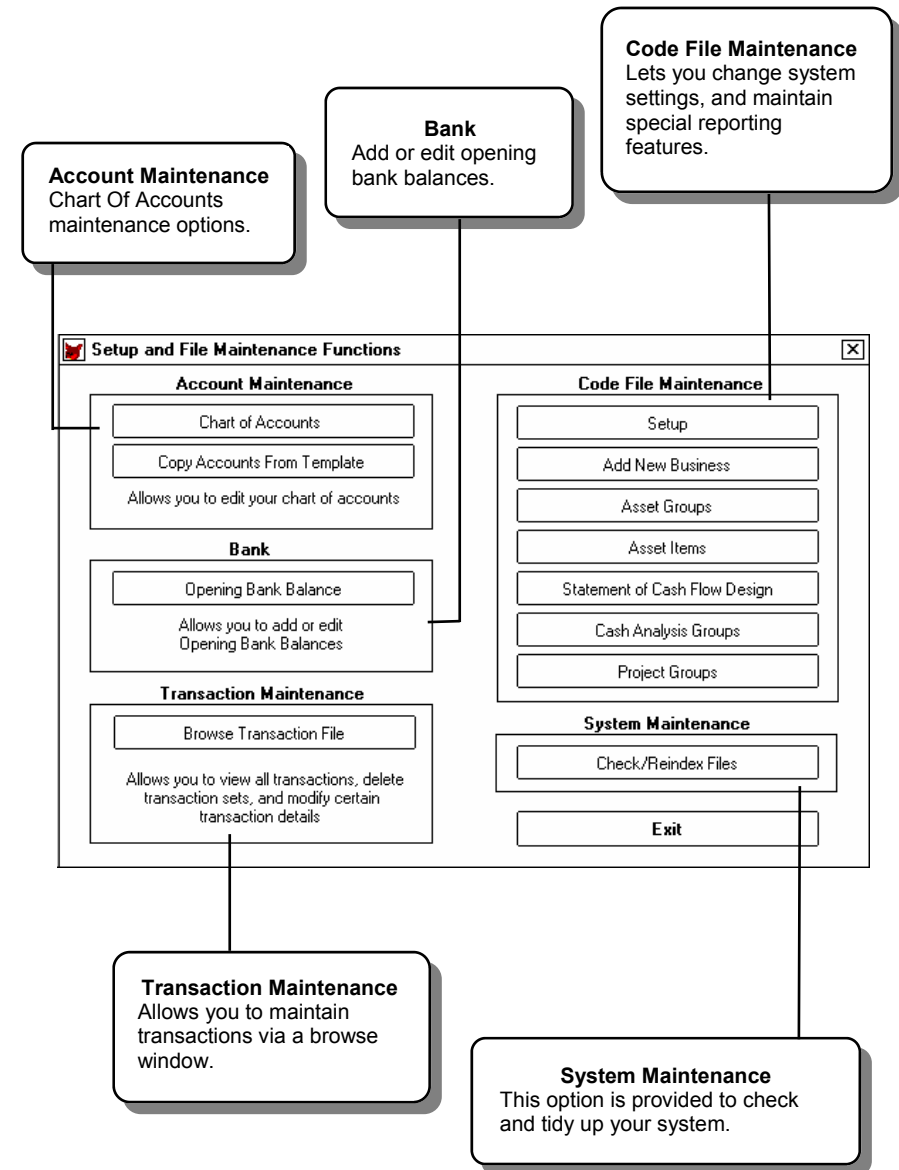 Code File Maintenance
Lets you change system
settings, and maintain
special reporting
features.
Bank
Add or edit opening
bank balances.
Account Maintenance
Chart Of Accounts
maintenance options.
Setup and File Maintenance Functions
Account Maintenance
Chart of Accounts
Copy Accounts From Template
Allows you to edit your chart of accounts
Bank
Opening Bank Balance
Allows you to add or edit
Opening Bank Balances
Transaction Maintenance
Browse Transaction File
Allows you to view all transactions, delete
transaction sets, and modify certain
transaction details
Code File Maintenance
Setup
Add New Business
Asset Groups
Asset Items
Statement of Cash Flow Design
Cash Analysis Groups
Project Groups
System Maintenance
Check/Reindex Files
Exit
Transaction Maintenance
Allows you to maintain
transactions via a browse
window.
System Maintenance
This option is provided to check
and tidy up your system.